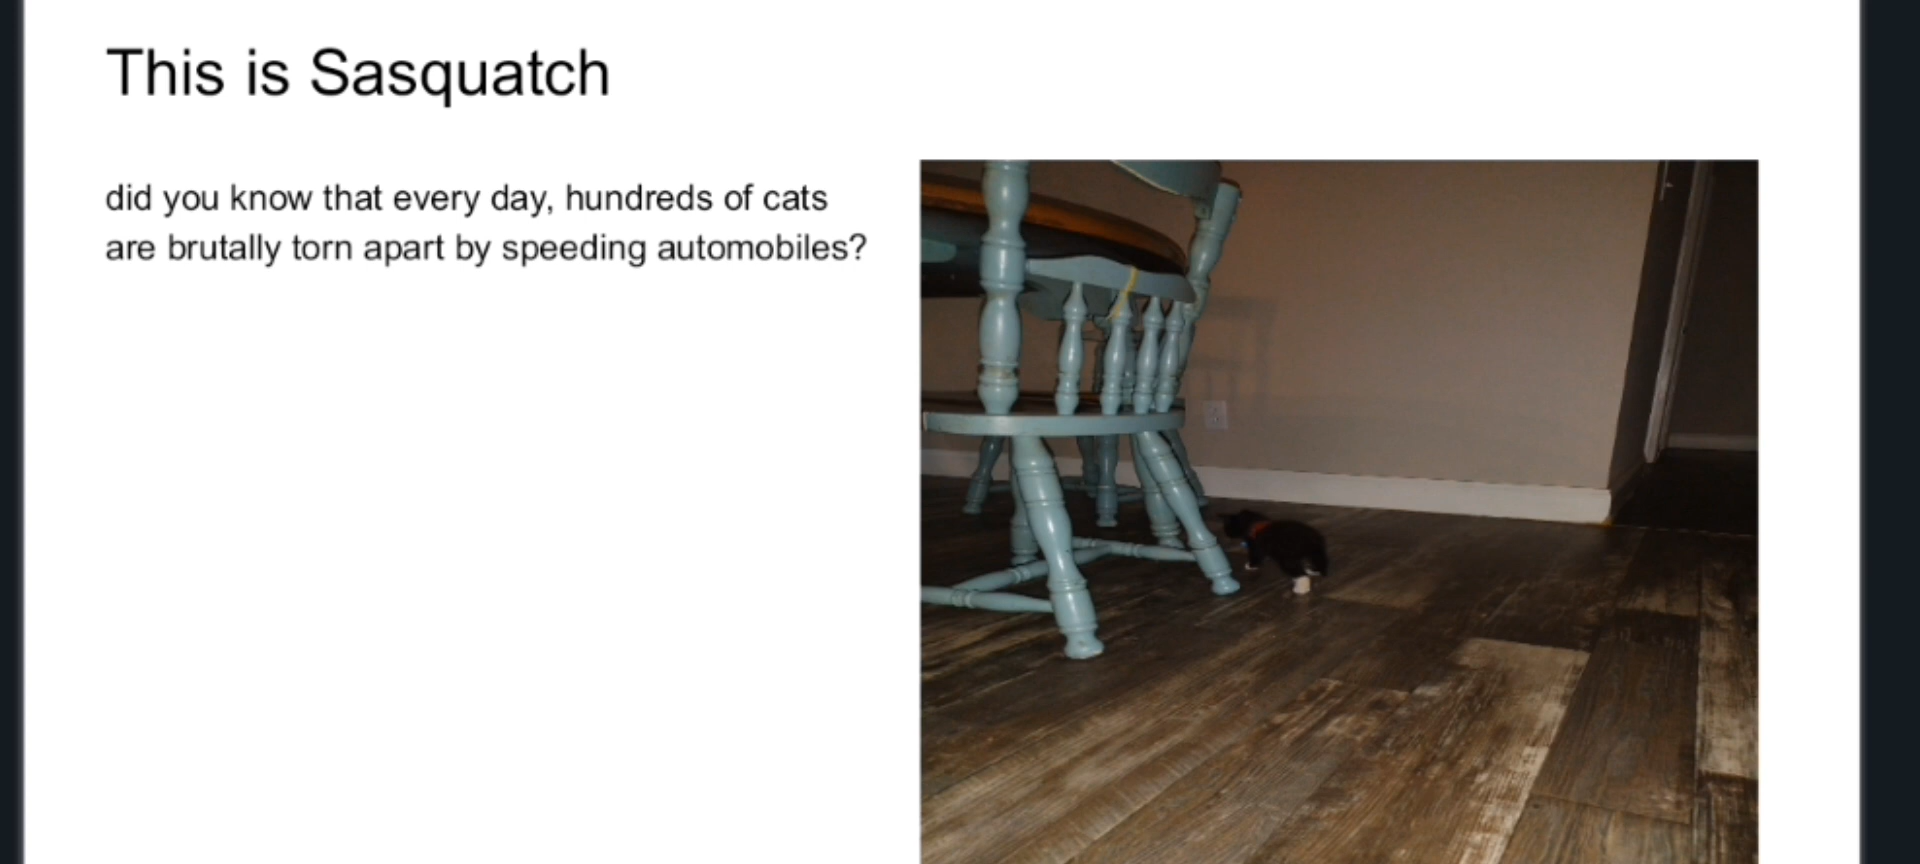 This is Sasquatch
did you know that every day, hundreds of cats
are brutally torn apart by speeding automobiles?